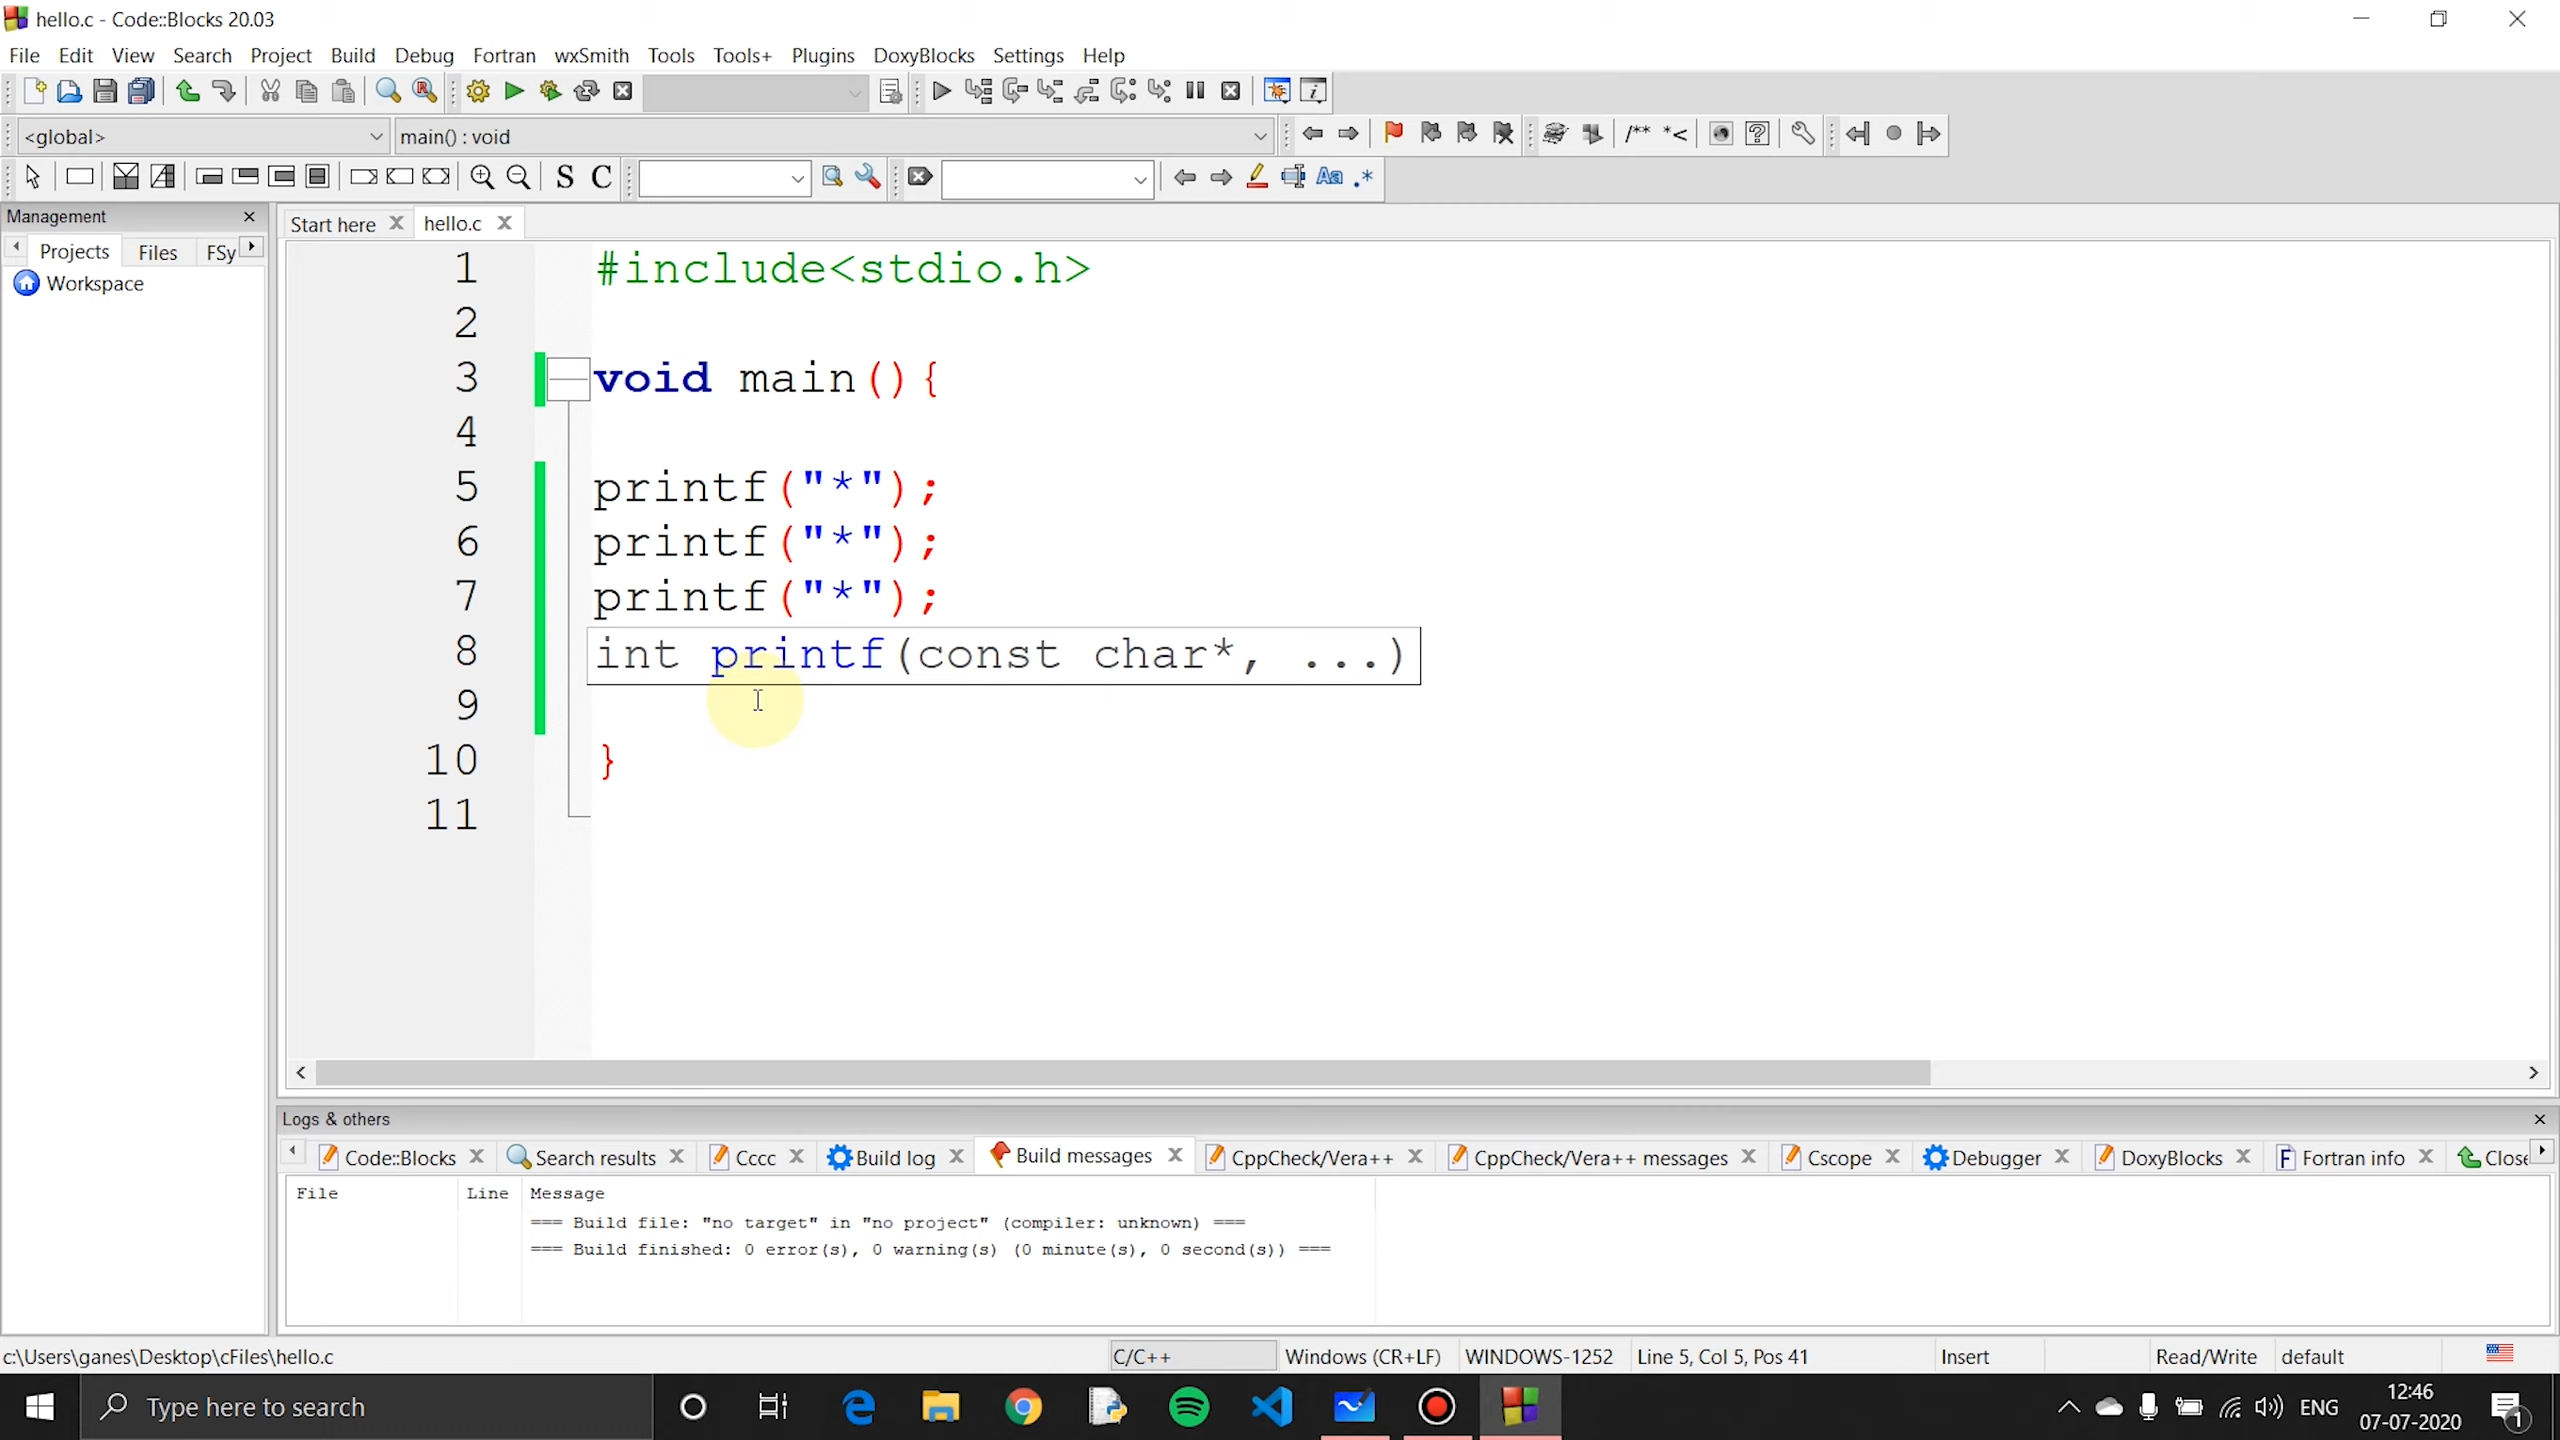 hello.c - Code::Blocks 20.03
File Edit View Search Project Build Debug Fortran wxSmith Tools Tools+ Plugins DoxyBlocks Settings Help
<global> main() : void
/** *<
S C Aa .*
Management
Start here hello.c
Projects Files FSy
Workspace
1 #include<stdio.h>
2
3 void main(){
4
5 printf("*");
6 printf("*");
7 printf("*");
8 int printf(const char*, ...)
9
10 }
11
Logs & others
Code::Blocks Search results Cccc Build log Build messages CppCheck/Vera++ CppCheck/Vera++ messages Cscope Debugger DoxyBlocks Fortran info Close
File Line Message
=== Build file: "no target" in "no project" (compiler: unknown) ===
=== Build finished: 0 error(s), 0 warning(s) (0 minute(s), 0 second(s)) ===
c:\Users\ganes\Desktop\cFiles\hello.c C/C++ Windows (CR+LF) WINDOWS-1252 Line 5, Col 5, Pos 41 Insert Read/Write default
Type here to search ENG 12:46
07-07-2020 1